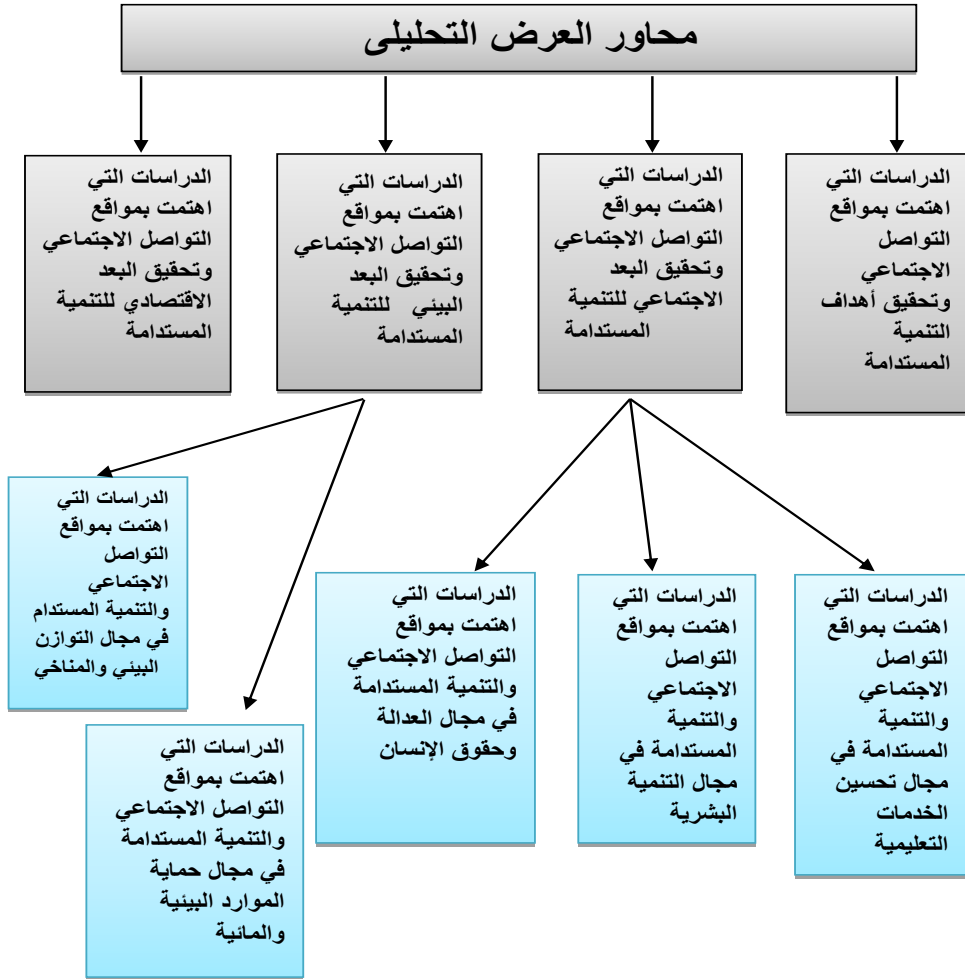 محاور العرض التحليلى
الدراسات التي
اهتمت بمواقع
التواصل
الاجتماعي
وتحقيق أهداف
التنمية
المستدامة
الدراسات التي
اهتمت بمواقع
التواصل الاجتماعي
وتحقيق البعد
الاجتماعي للتنمية
المستدامة
الدراسات التي
اهتمت بمواقع
التواصل الاجتماعي
وتحقيق البعد
البيئي للتنمية
المستدامة
الدراسات التي
اهتمت بمواقع
التواصل الاجتماعي
وتحقيق البعد
الاقتصادي للتنمية
المستدامة
الدراسات التي
اهتمت بمواقع
التواصل
الاجتماعي
والتنمية
المستدامة في
مجال تحسين
الخدمات
التعليمية
الدراسات التي
اهتمت بمواقع
التواصل
الاجتماعي
والتنمية
المستدامة في
مجال التنمية
البشرية
الدراسات التي
اهتمت بمواقع
التواصل الاجتماعي
والتنمية المستدامة
في مجال العدالة
وحقوق الإنسان
الدراسات التي
اهتمت بمواقع
التواصل الاجتماعي
والتنمية المستدامة
في مجال حماية
الموارد البيئية
والمائية
الدراسات التي
اهتمت بمواقع
التواصل
الاجتماعي
والتنمية المستدام
في مجال التوازن
البيئي والمناخي